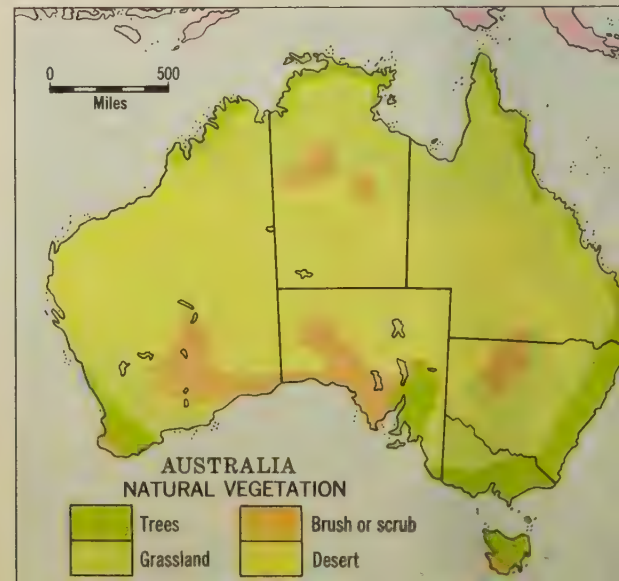 0 500
Miles
AUSTRALIA
NATURAL VEGETATION
Trees
Brush or scrub
Grassland
Desert